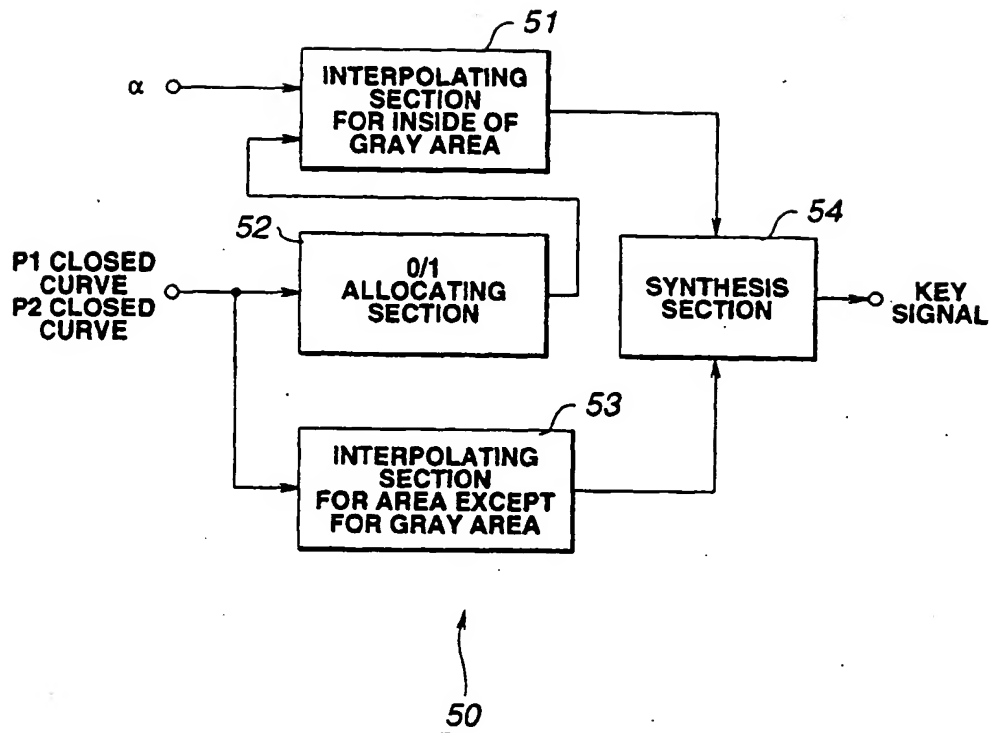 51
α
INTERPOLATING
SECTION
FOR INSIDE OF
GRAY AREA
52
54
P1 CLOSED
CURVE
P2 CLOSED
CURVE
0/1
ALLOCATING
SECTION
SYNTHESIS
SECTION
KEY
SIGNAL
53
INTERPOLATING
SECTION
FOR AREA EXCEPT
FOR GRAY AREA
50